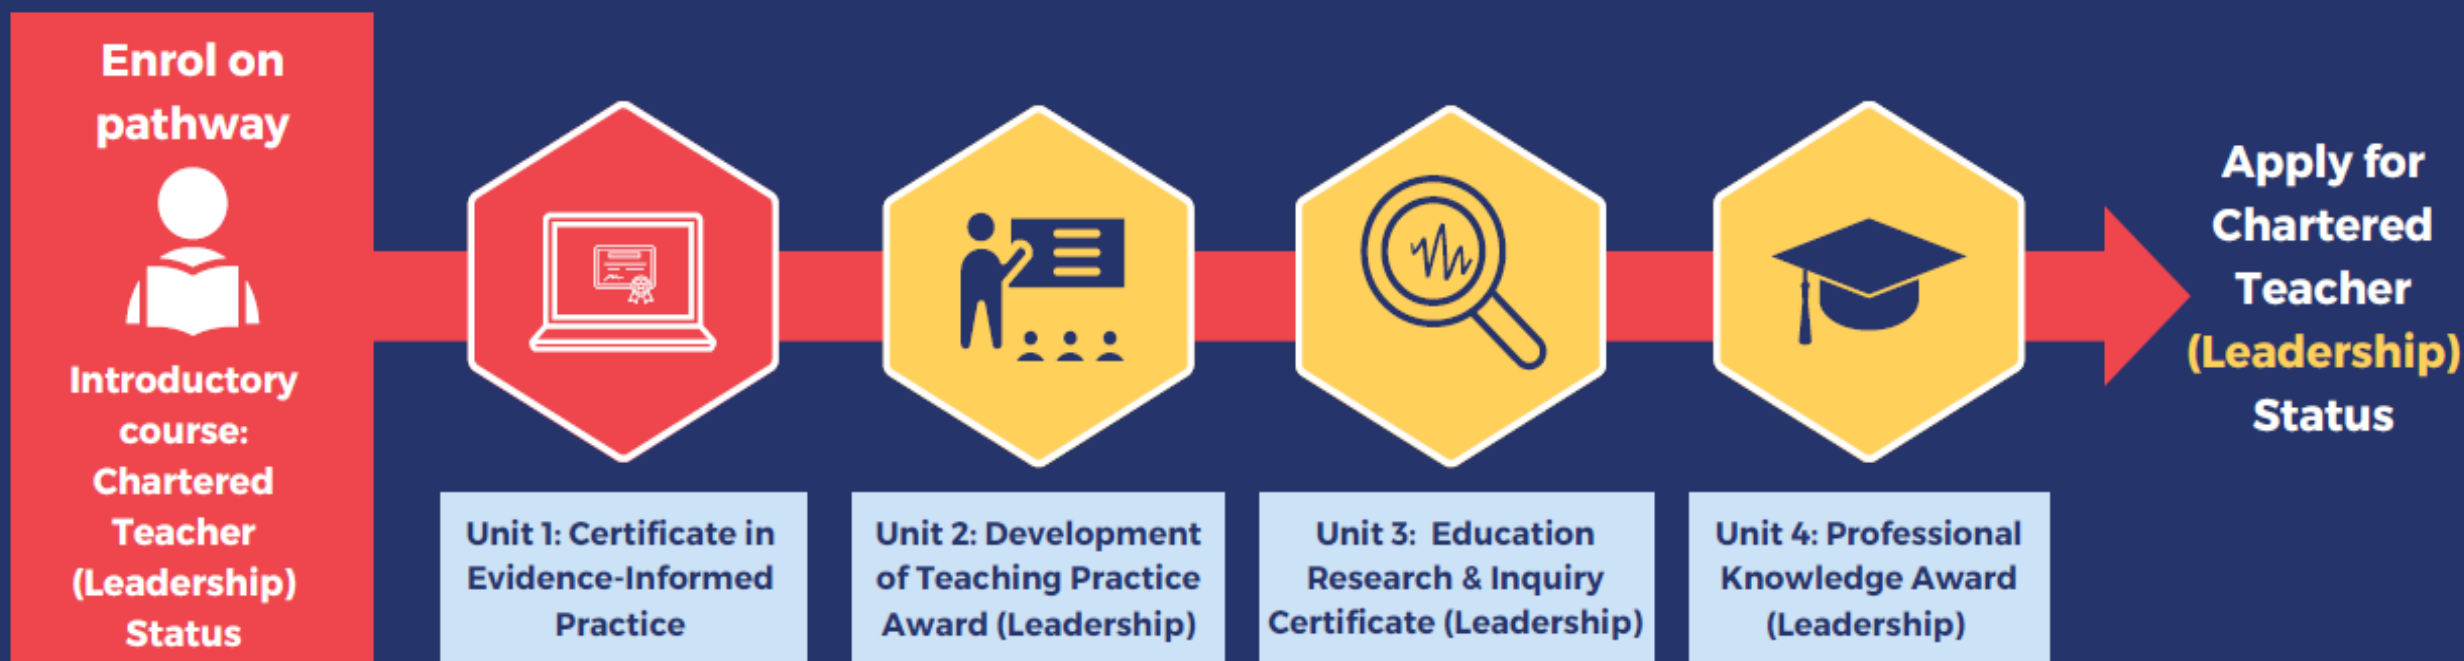 Enrol on
pathway
Introductory
course:
Chartered
Teacher
(Leadership)
Status
Unit 1: Certificate in
Evidence-Informed
Practice
Unit 2: Development
of Teaching Practice
Award (Leadership)
Unit 3: Education
Research & Inquiry
Certificate (Leadership)
Unit 4: Professional
Knowledge Award
(Leadership)
Apply for
Chartered
Teacher
(Leadership)
Status